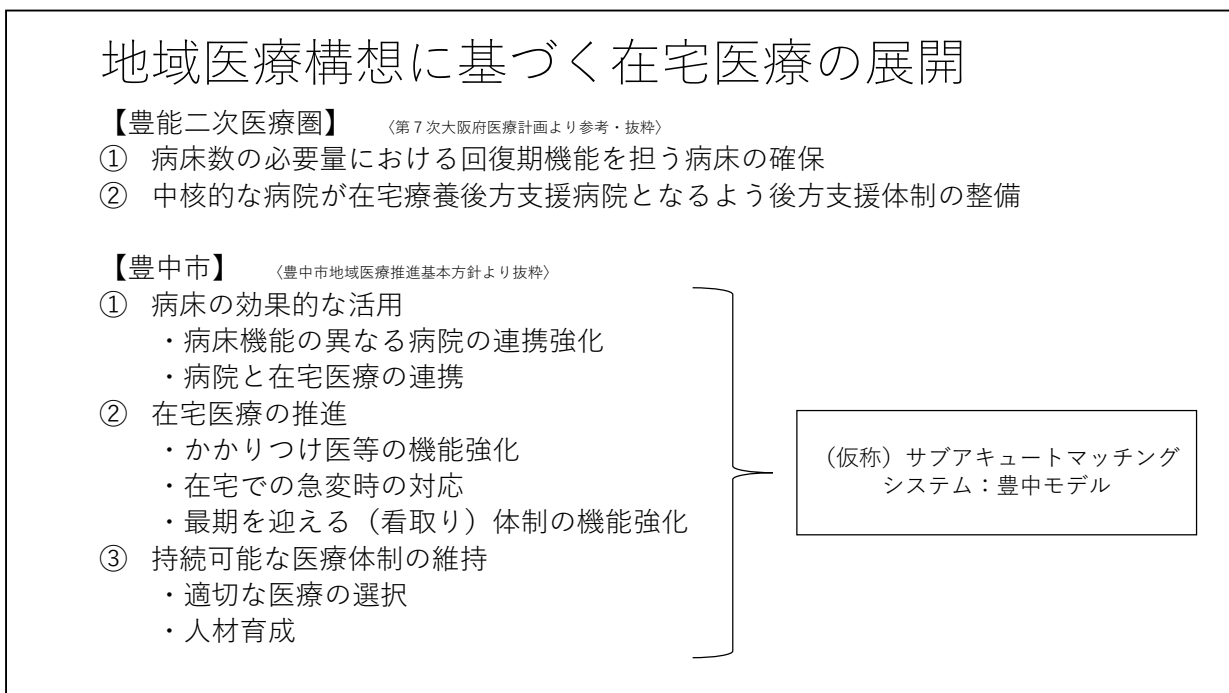 地域医療構想に基づく在宅医療の展開
【豊能二次医療圏】 〈第７次大阪府医療計画より参考・抜粋〉
① 病床数の必要量における回復期機能を担う病床の確保
② 中核的な病院が在宅療養後方支援病院となるよう後方支援体制の整備
【豊中市】 〈豊中市地域医療推進基本方針より抜粋〉
① 病床の効果的な活用
・病床機能の異なる病院の連携強化
・病院と在宅医療の連携
② 在宅医療の推進
・かかりつけ医等の機能強化
・在宅での急変時の対応
・最期を迎える（看取り）体制の機能強化
③ 持続可能な医療体制の維持
・適切な医療の選択
・人材育成
（仮称）サブアキュートマッチング
システム：豊中モデル